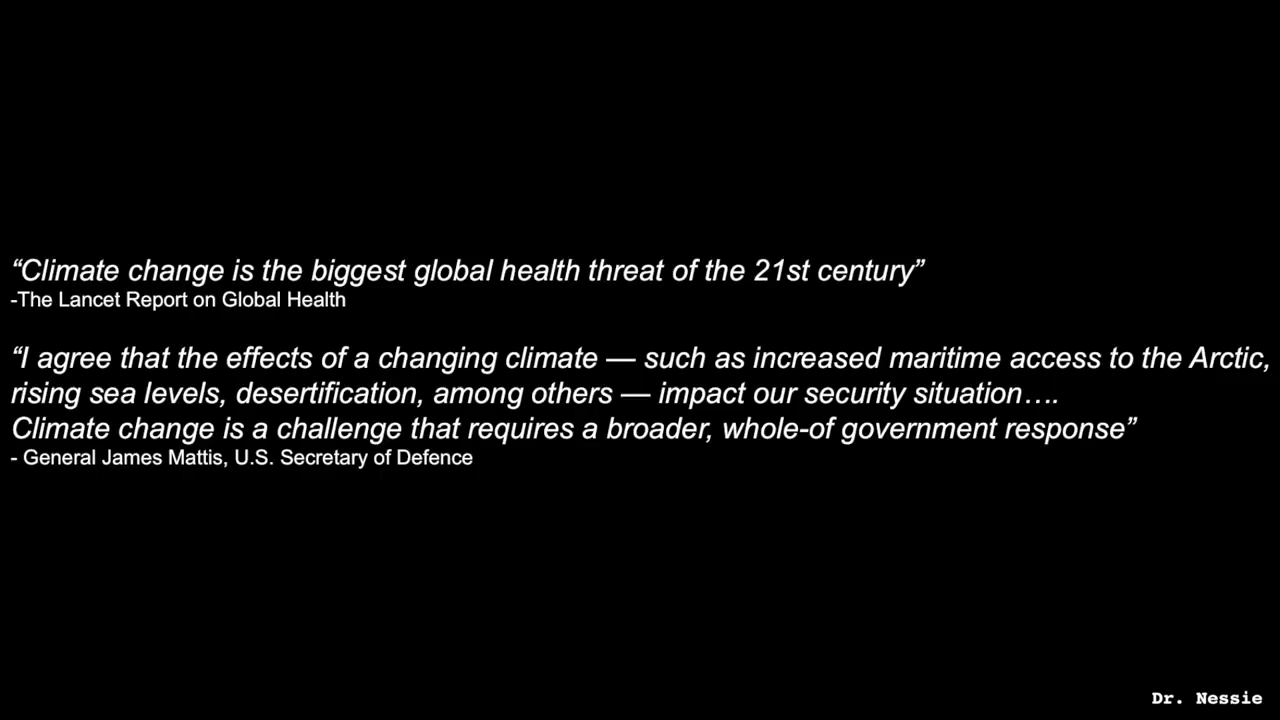 “Climate change is the biggest global health threat of the 21st century”
-The Lancet Report on Global Health
“I agree that the effects of a changing climate — such as increased maritime access to the Arctic,
rising sea levels, desertification, among others — impact our security situation….
Climate change is a challenge that requires a broader, whole-of government response”
- General James Mattis, U.S. Secretary of Defence
Dr. Nessie